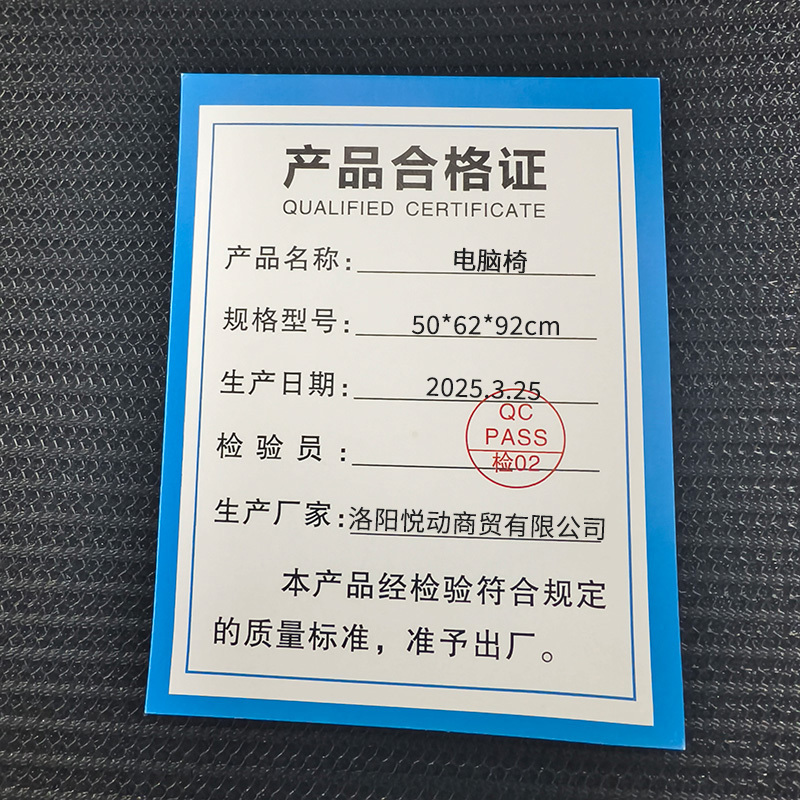 产品合格证
QUALIFIED CERTIFICATE
产品名称：电脑椅
规格型号：50*62*92cm
生产日期：2025.3.25
QC
PASS
检验员：检02
生产厂家：洛阳悦动商贸有限公司
本产品经检验符合规定
的质量标准，准予出厂。